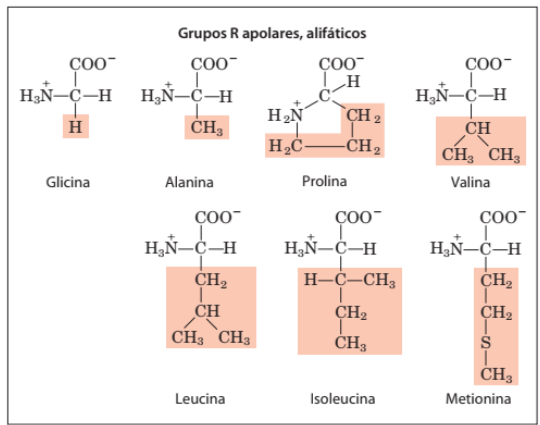 Grupos R apolares, alifáticos
COO⁻ COO⁻ COO⁻ COO⁻
H
H₃N⁺–C–H H₃N⁺–C–H C H₃N⁺–C–H
H₂N⁺ CH₂
H CH₃ CH
H₂C CH₂ CH₃ CH₃
Glicina Alanina Prolina Valina
COO⁻ COO⁻ COO⁻
H₃N⁺–C–H H₃N⁺–C–H H₃N⁺–C–H
CH₂ H–C–CH₃ CH₂
CH CH₂ CH₂
CH₃ CH₃ CH₃ S
CH₃
Leucina Isoleucina Metionina